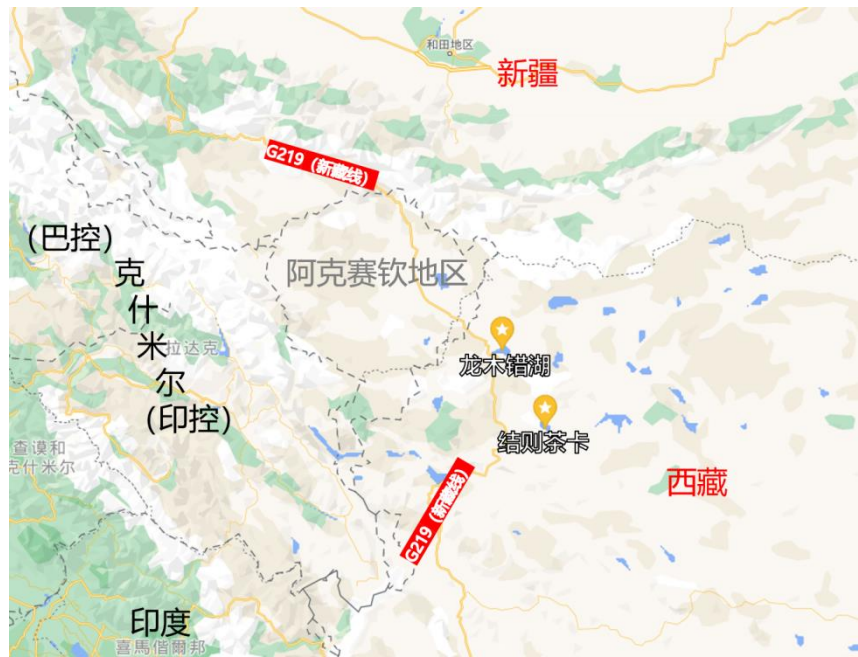 和田地区
新疆
G219（新藏线）
（巴控）
克
什
米
尔
（印控）
阿克赛钦地区
拉达克
龙木错湖
结则茶卡
查谟和
克什米尔
西藏
G219（新藏线）
印度
喜馬偕爾邦